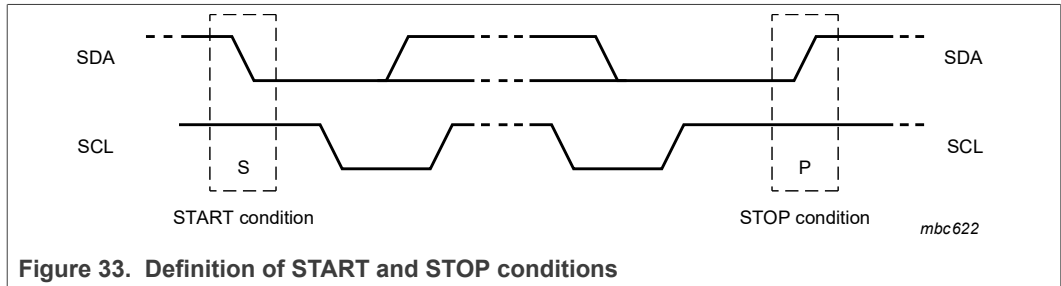 SDA
SDA
SCL
SCL
S
P
START condition
STOP condition
mbc622
Figure 33. Definition of START and STOP conditions